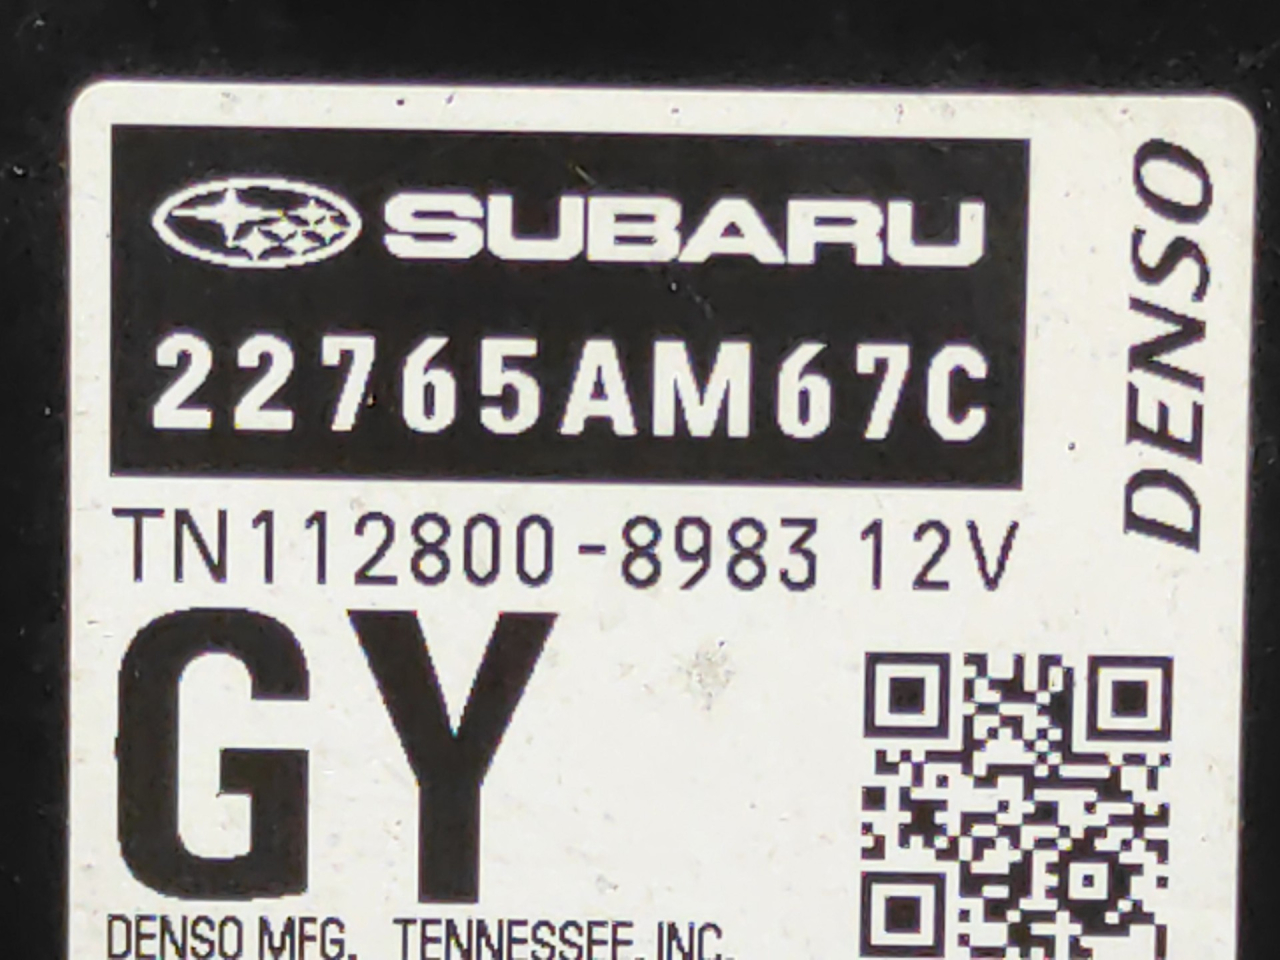 SUBARU
22765AM67C
TN112800-8983 12V
DENSO
GY
DENSO MFG. TENNESSEE, INC.